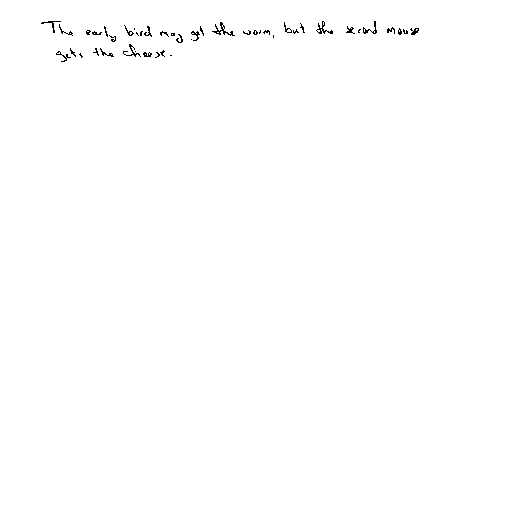 The early bird may get the worm, but the second mouse
gets the cheese.